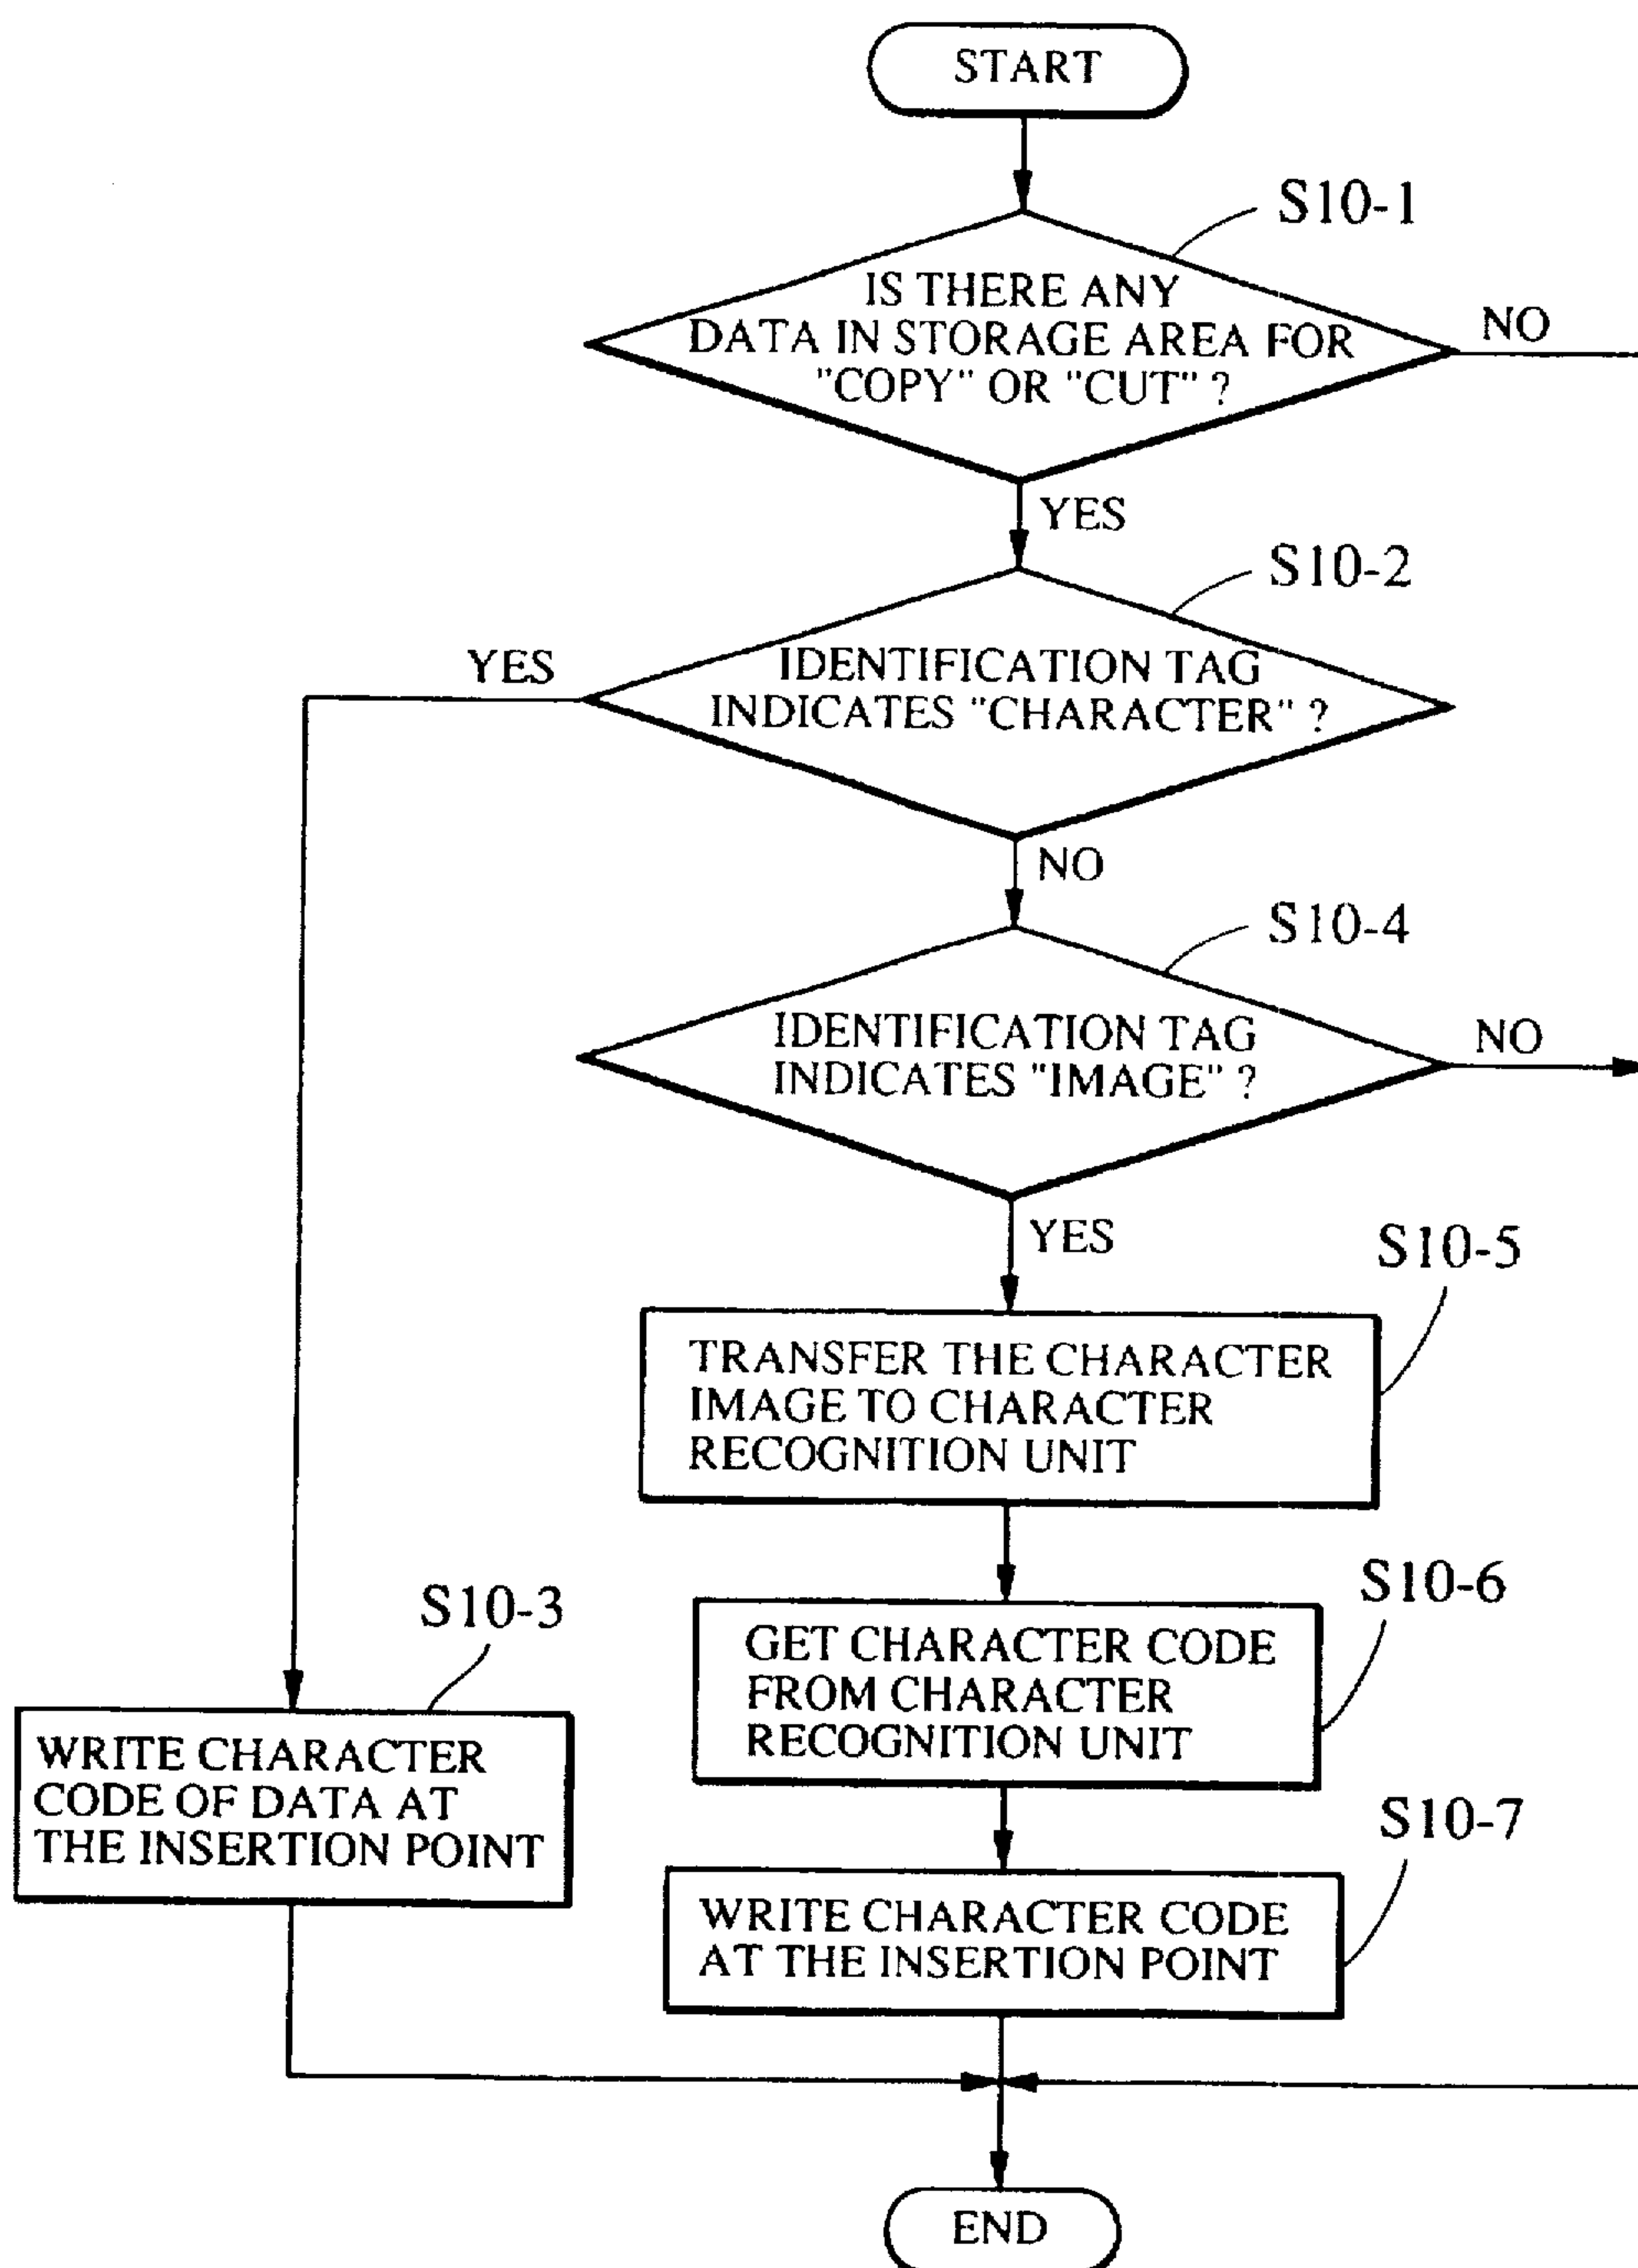 START
S10-1
IS THERE ANY
DATA IN STORAGE AREA FOR
"COPY" OR "CUT" ?
NO
YES
S10-2
YES
IDENTIFICATION TAG
INDICATES "CHARACTER" ?
NO
S10-4
IDENTIFICATION TAG
INDICATES "IMAGE" ?
NO
YES
S10-5
TRANSFER THE CHARACTER
IMAGE TO CHARACTER
RECOGNITION UNIT
S10-6
GET CHARACTER CODE
FROM CHARACTER
RECOGNITION UNIT
S10-3
WRITE CHARACTER
CODE OF DATA AT
THE INSERTION POINT
S10-7
WRITE CHARACTER CODE
AT THE INSERTION POINT
END